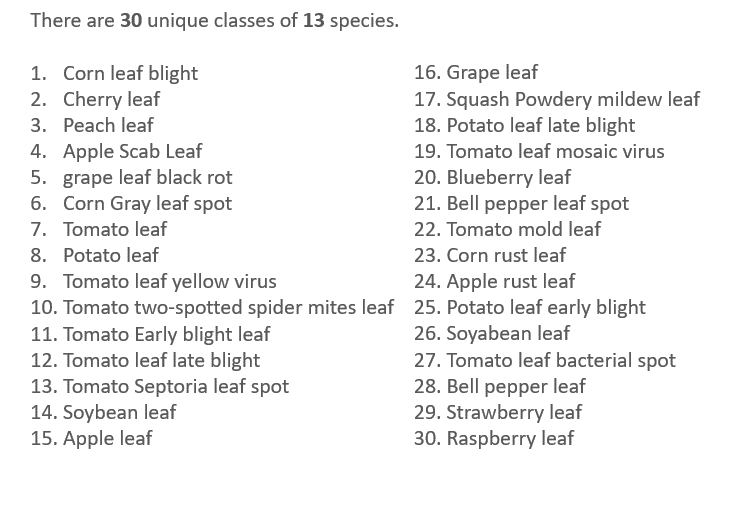 There are 30 unique classes of 13 species.
1. Corn leaf blight
2. Cherry leaf
3. Peach leaf
4. Apple Scab Leaf
5. grape leaf black rot
6. Corn Gray leaf spot
7. Tomato leaf
8. Potato leaf
9. Tomato leaf yellow virus
10. Tomato two-spotted spider mites leaf
11. Tomato Early blight leaf
12. Tomato leaf late blight
13. Tomato Septoria leaf spot
14. Soybean leaf
15. Apple leaf
16. Grape leaf
17. Squash Powdery mildew leaf
18. Potato leaf late blight
19. Tomato leaf mosaic virus
20. Blueberry leaf
21. Bell pepper leaf spot
22. Tomato mold leaf
23. Corn rust leaf
24. Apple rust leaf
25. Potato leaf early blight
26. Soyabean leaf
27. Tomato leaf bacterial spot
28. Bell pepper leaf
29. Strawberry leaf
30. Raspberry leaf